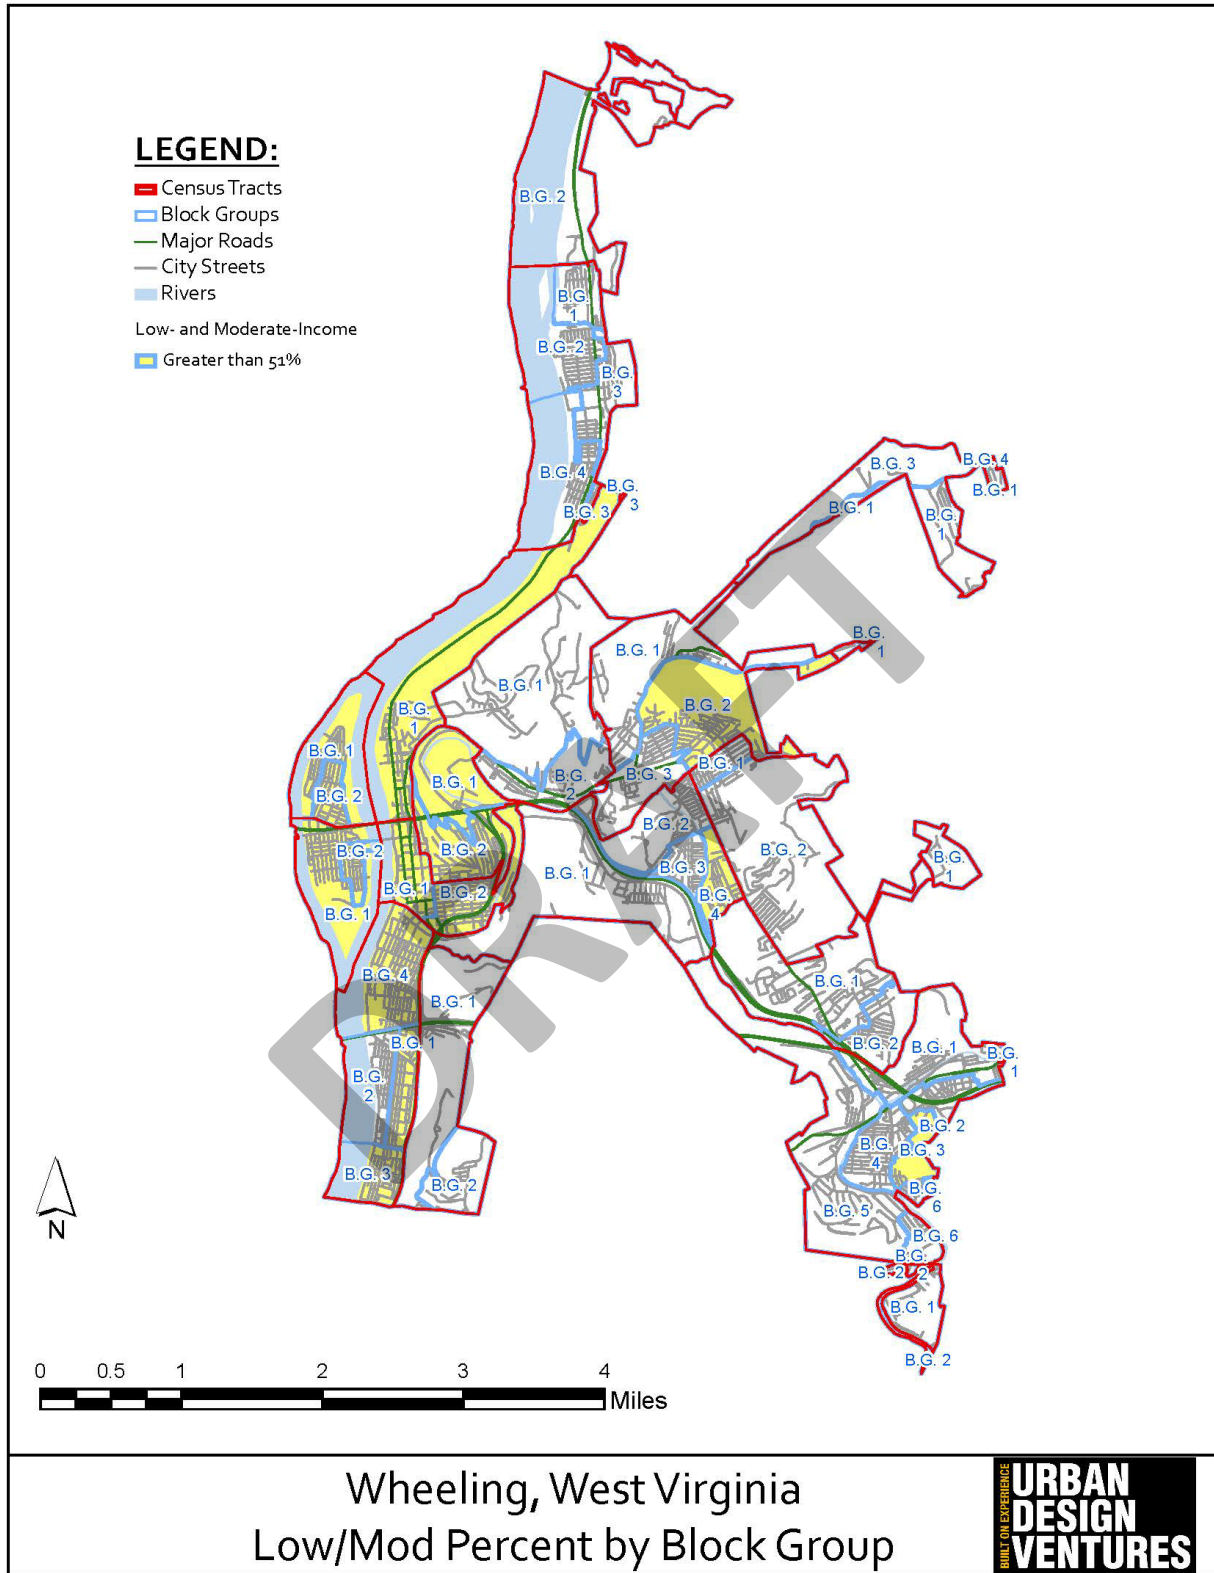 LEGEND:
Census Tracts
Block Groups
Major Roads
City Streets
Rivers
Low- and Moderate-Income
Greater than 51%
B.G. 2
B.G.
1
B.G. 2
B.G.
3
B.G. 4
B.G.
3
B.G. 3
B.G. 3
B.G. 4
B.G. 1
B.G. 1
B.G.
1
B.G.
1
B.G. 1
B.G. 1
B.G. 2
B.G.
1
B.G. 1
B.G. 2
B.G. 1
B.G.
2
B.G. 3
B.G. 1
B.G. 2
B.G. 2
B.G. 2
B.G. 2
B.G. 1
B.G. 3
B.G.
1
B.G. 1
B.G. 2
B.G.
4
B.G. 1
B.G. 4
B.G. 1
B.G. 1
B.G. 1
B.G. 2
B.G. 1
B.G.
1
B.G.
2
B.G. 2
B.G. 3
B.G.
4
B.G. 3
B.G. 2
B.G.
6
B.G. 5
B.G. 6
B.G.
2
B.G. 2
B.G. 1
B.G. 2
DRAFT
N
0 0.5 1 2 3 4
Miles
Wheeling, West Virginia
Low/Mod Percent by Block Group
BUILT ON EXPERIENCE
URBAN
DESIGN
VENTURES